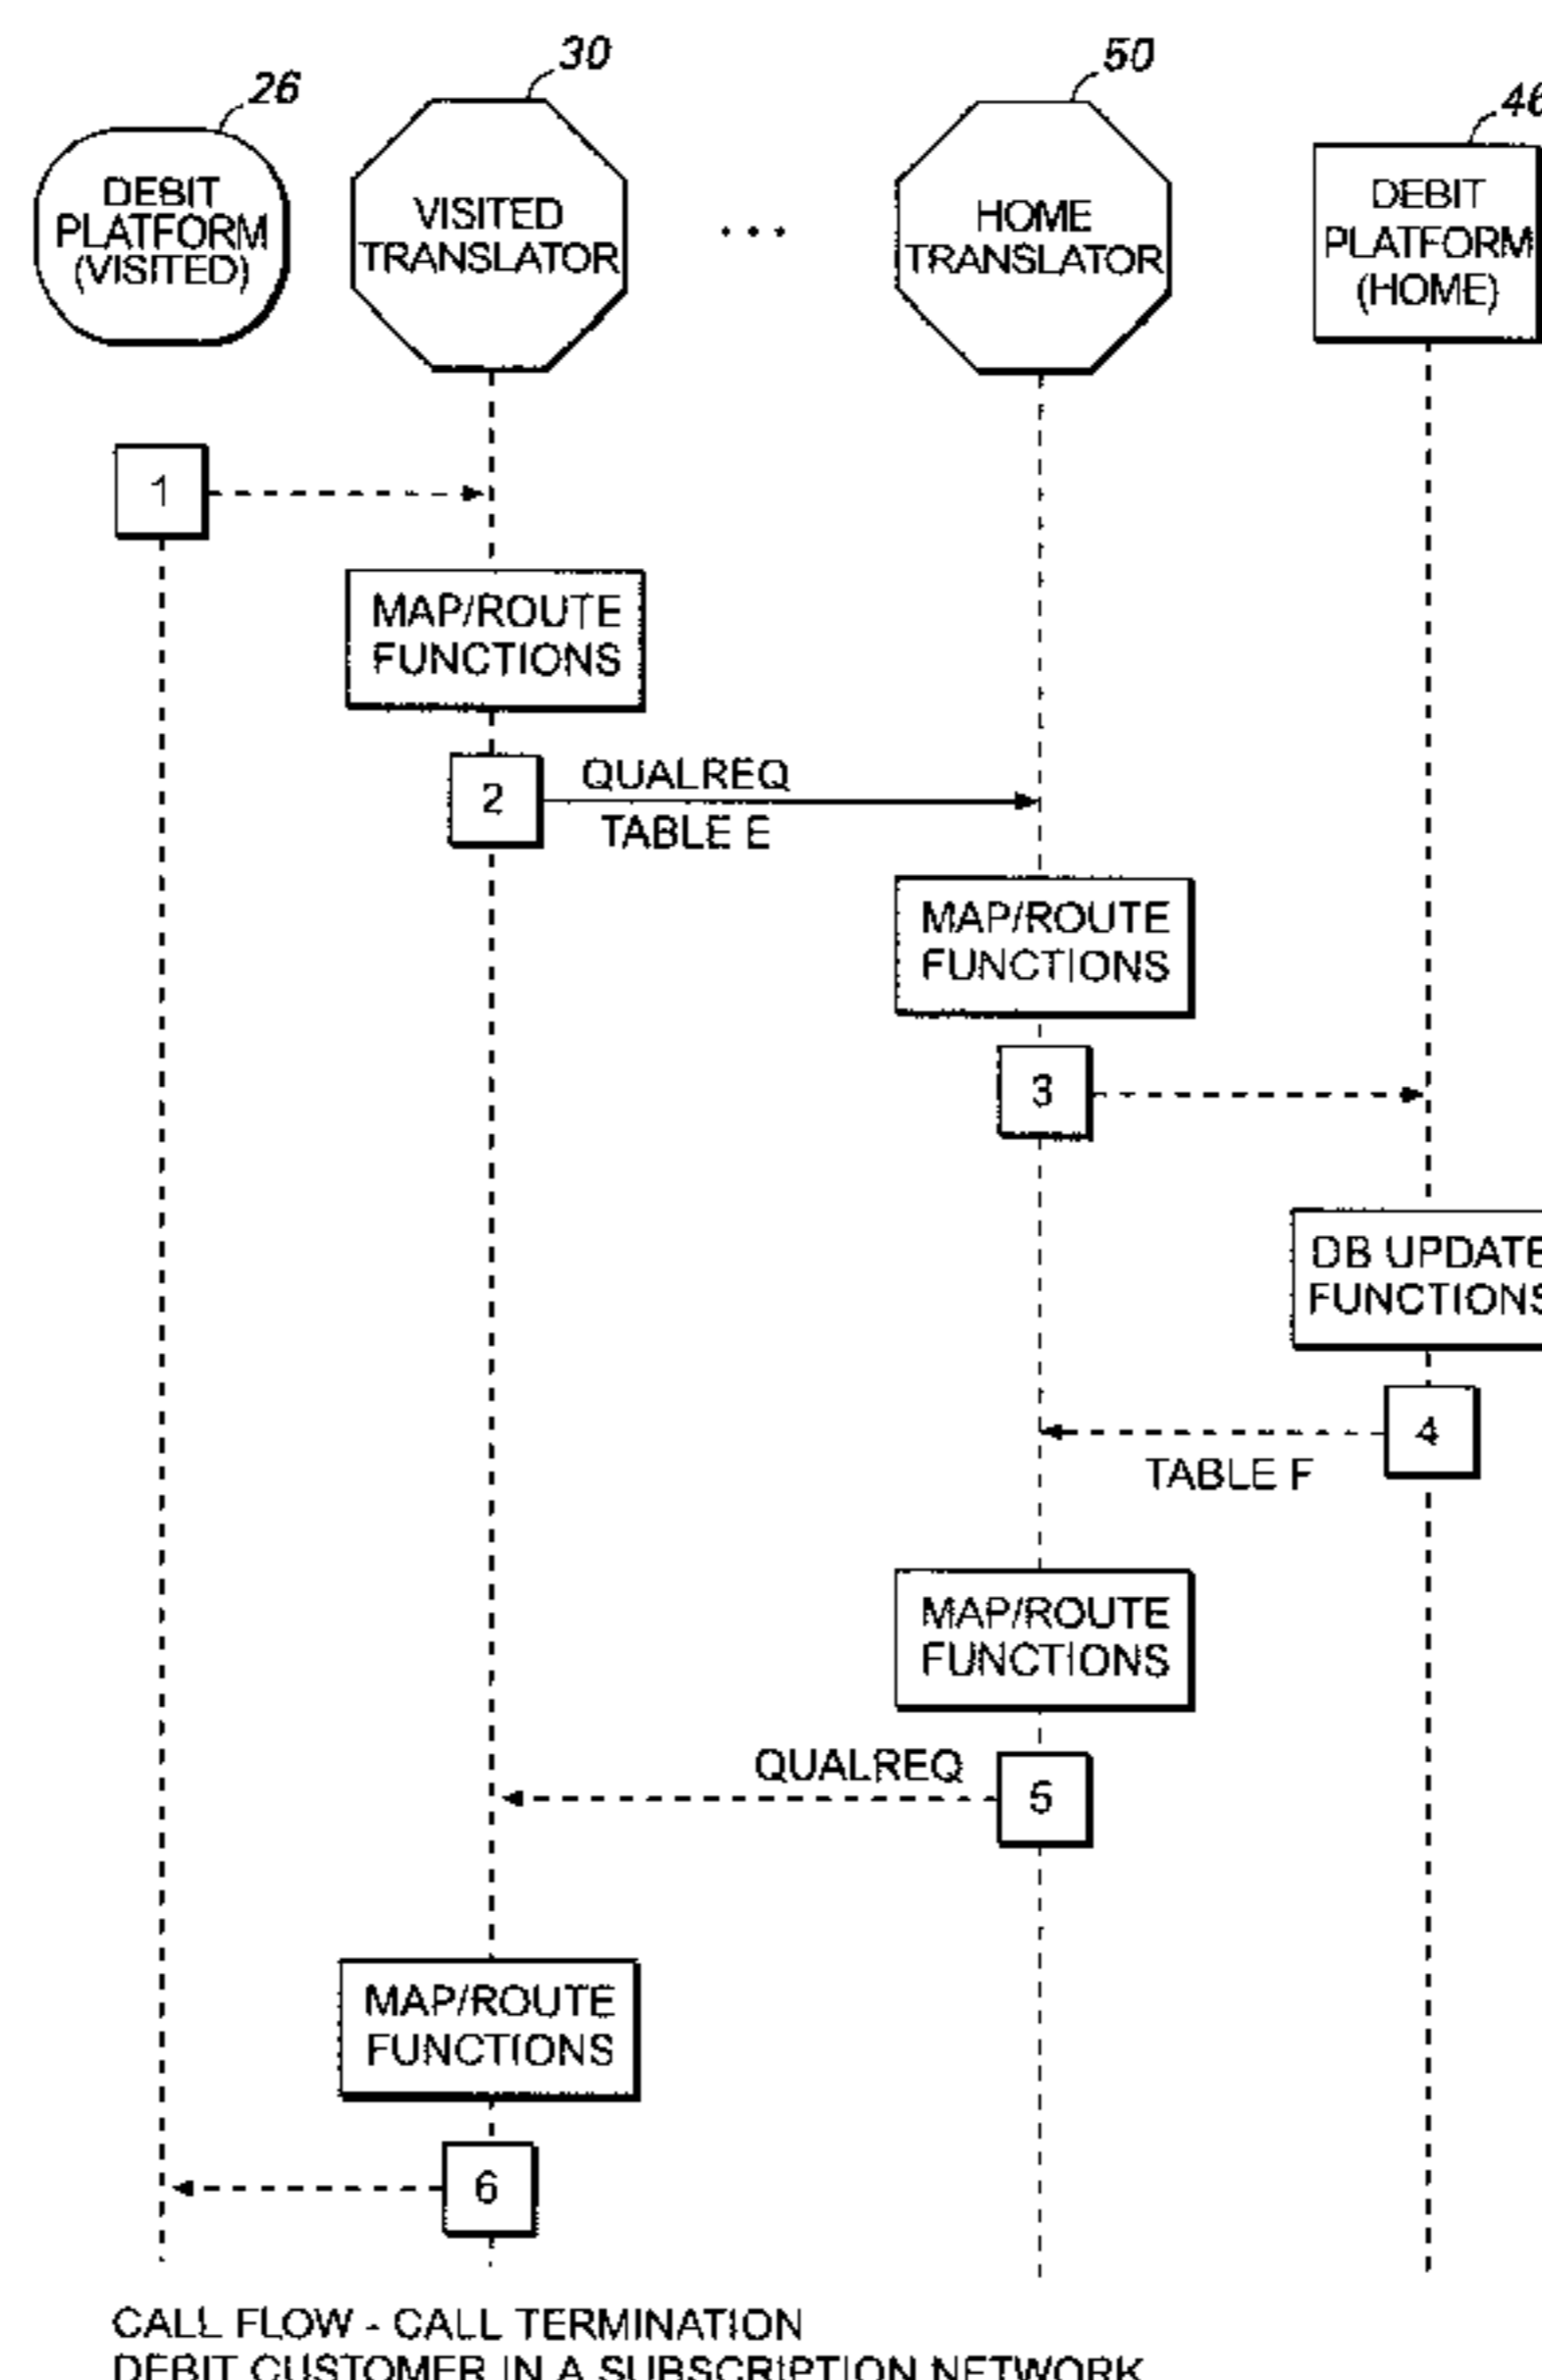 26
30
50
46
DEBIT
PLATFORM
(VISITED)
VISITED
TRANSLATOR
...
HOME
TRANSLATOR
DEBIT
PLATFORM
(HOME)
1
MAP/ROUTE
FUNCTIONS
2
QUALREQ
TABLE E
MAP/ROUTE
FUNCTIONS
3
DB UPDATE
FUNCTIONS
4
TABLE F
MAP/ROUTE
FUNCTIONS
QUALREQ
5
MAP/ROUTE
FUNCTIONS
6
CALL FLOW - CALL TERMINATION
DEBIT CUSTOMER IN A SUBSCRIPTION NETWORK